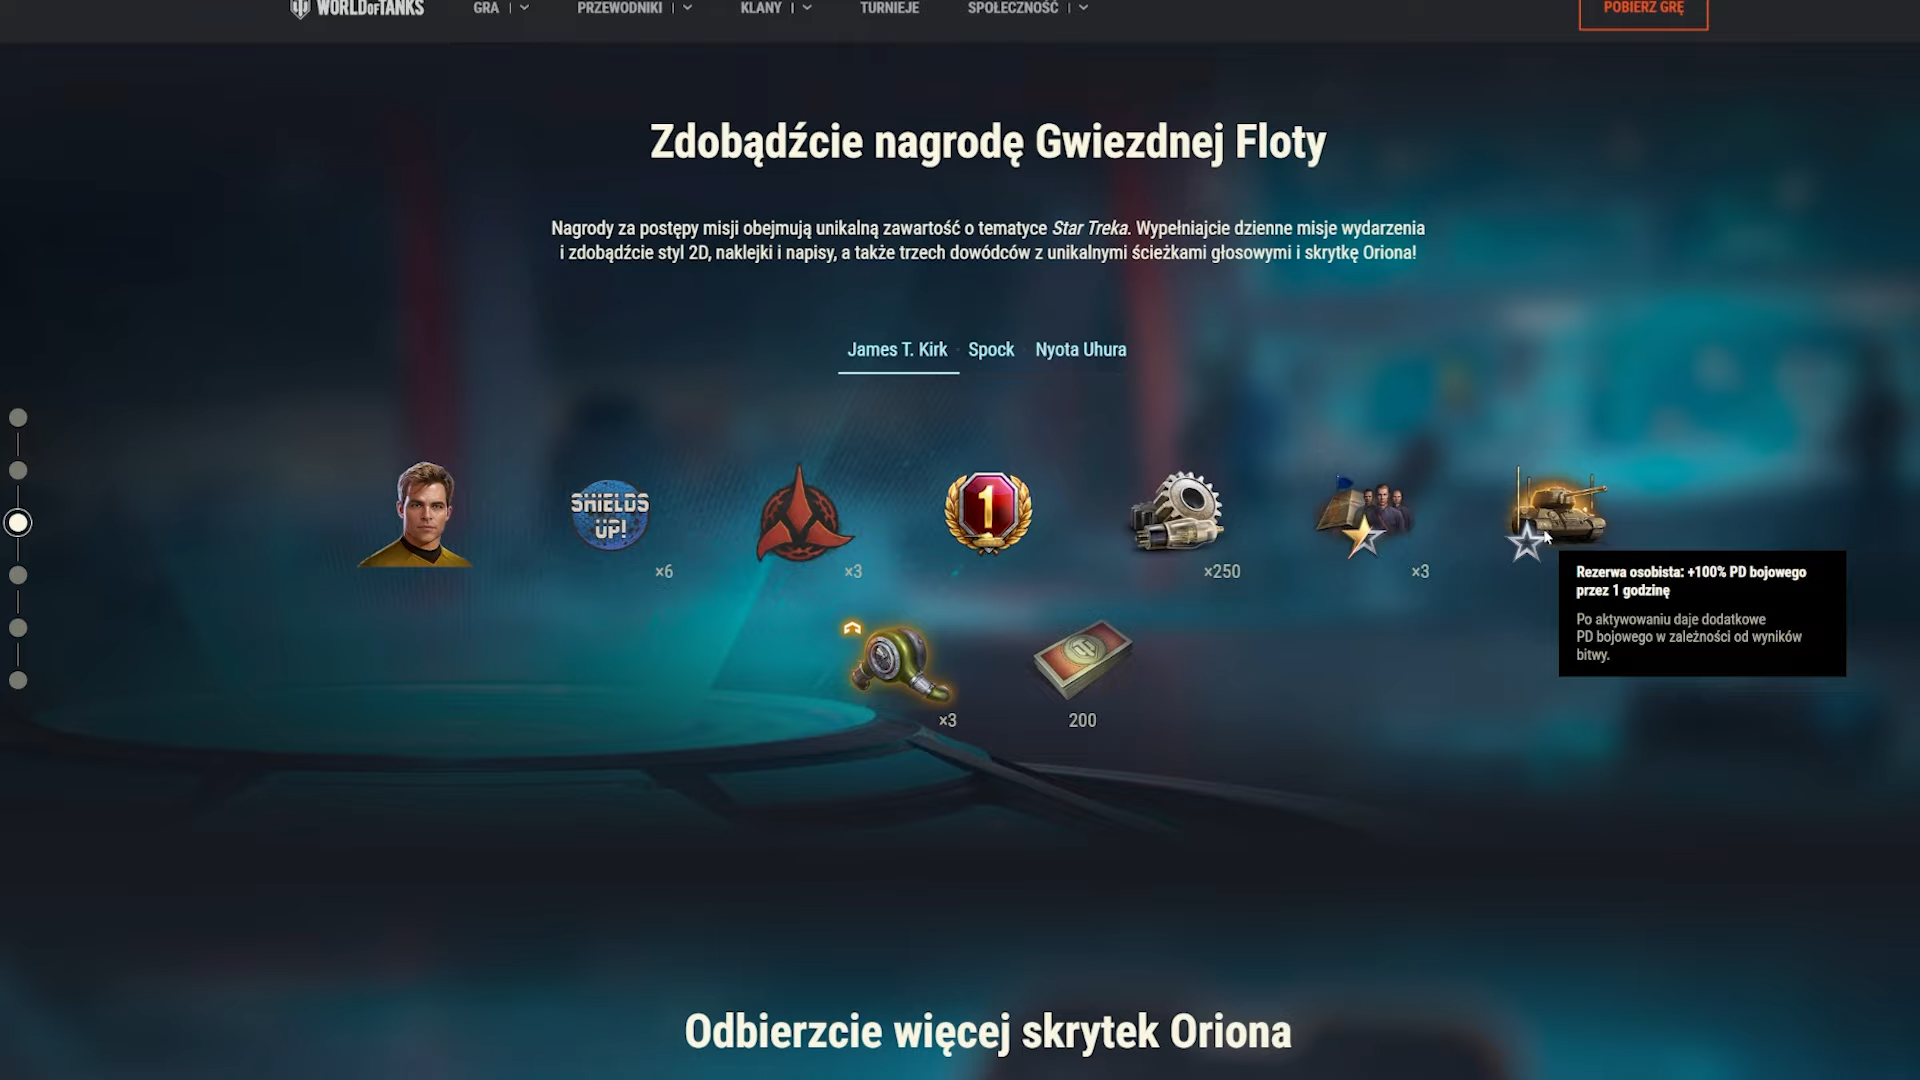 WORLD OF TANKS
GRA
PRZEWODNIKI
KLANY
TURNIEJE
SPOŁECZNOŚĆ
POBIERZ GRĘ
Zdobądźcie nagrodę Gwiezdnej Floty
Nagrody za postępy misji obejmują unikalną zawartość o tematyce Star Treka. Wypełniajcie dzienne misje wydarzenia
i zdobądźcie styl 2D, naklejki i napisy, a także trzech dowódców z unikalnymi ścieżkami głosowymi i skrytkę Oriona!
James T. Kirk
Spock
Nyota Uhura
SHIELDS
UP!
×6
×3
1
×250
×3
Rezerwa osobista: +100% PD bojowego
przez 1 godzinę
Po aktywowaniu daje dodatkowe
PD bojowego w zależności od wyników
bitwy.
×3
200
Odbierzcie więcej skrytek Oriona